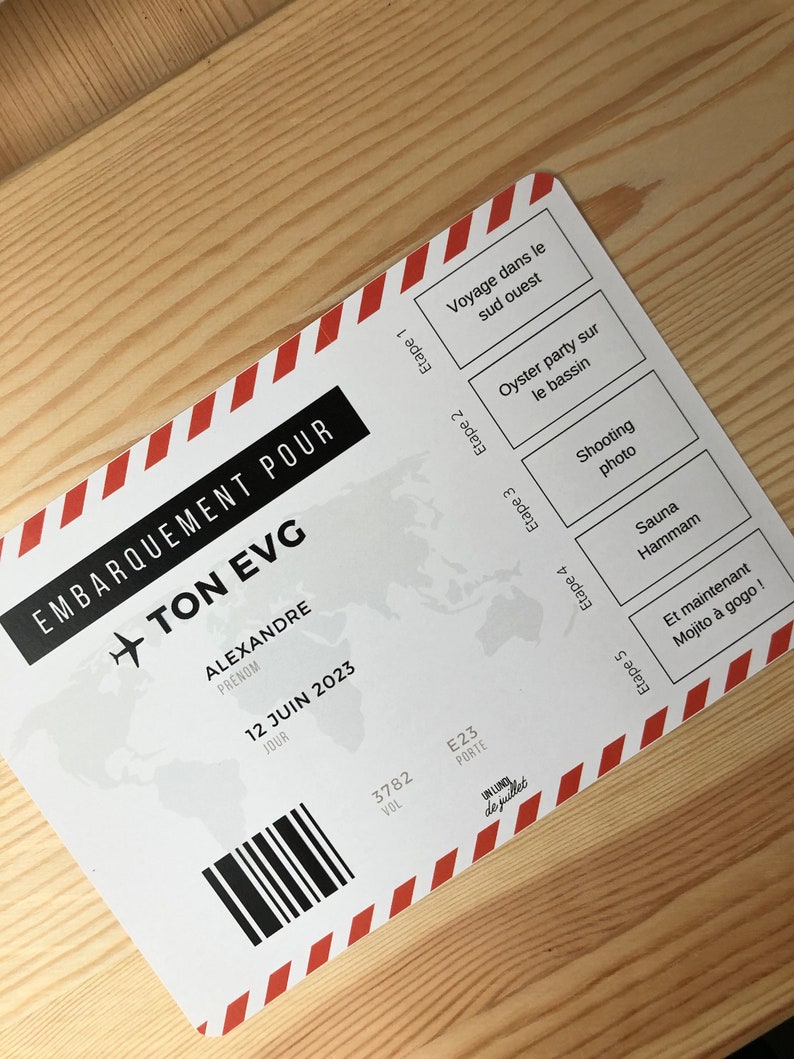 EMBARQUEMENT POUR
TON EVG
ALEXANDRE
PRÉNOM
12 JUIN 2023
JOUR
3782
VOL
E23
PORTE
UN LUNDI
de juillet
Etape 1
Voyage dans le
sud ouest
Etape 2
Oyster party sur
le bassin
Etape 3
Shooting
photo
Etape 4
Sauna
Hammam
Etape 5
Et maintenant
Mojito à gogo !